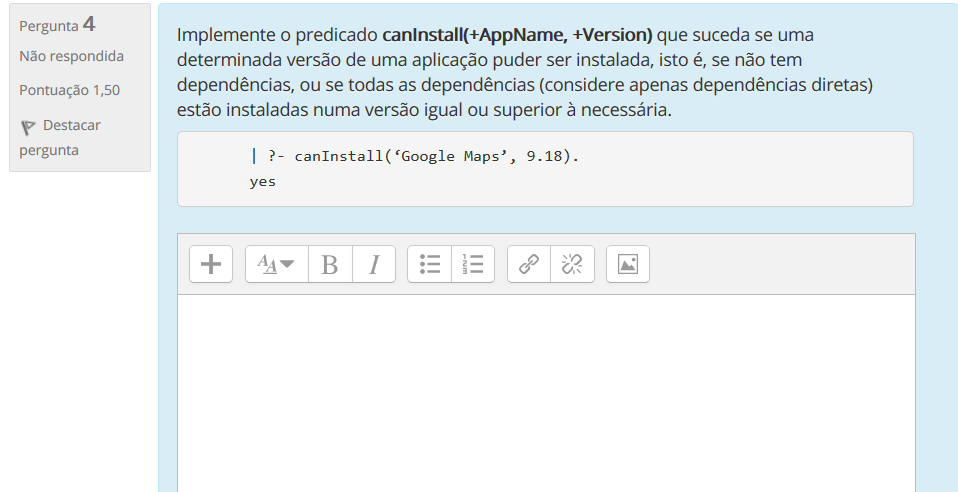 Pergunta 4
Não respondida
Pontuação 1,50
Destacar
pergunta
Implemente o predicado canInstall(+AppName, +Version) que suceda se uma
determinada versão de uma aplicação puder ser instalada, isto é, se não tem
dependências, ou se todas as dependências (considere apenas dependências diretas)
estão instaladas numa versão igual ou superior à necessária.
| ?- canInstall(‘Google Maps’, 9.18).
yes